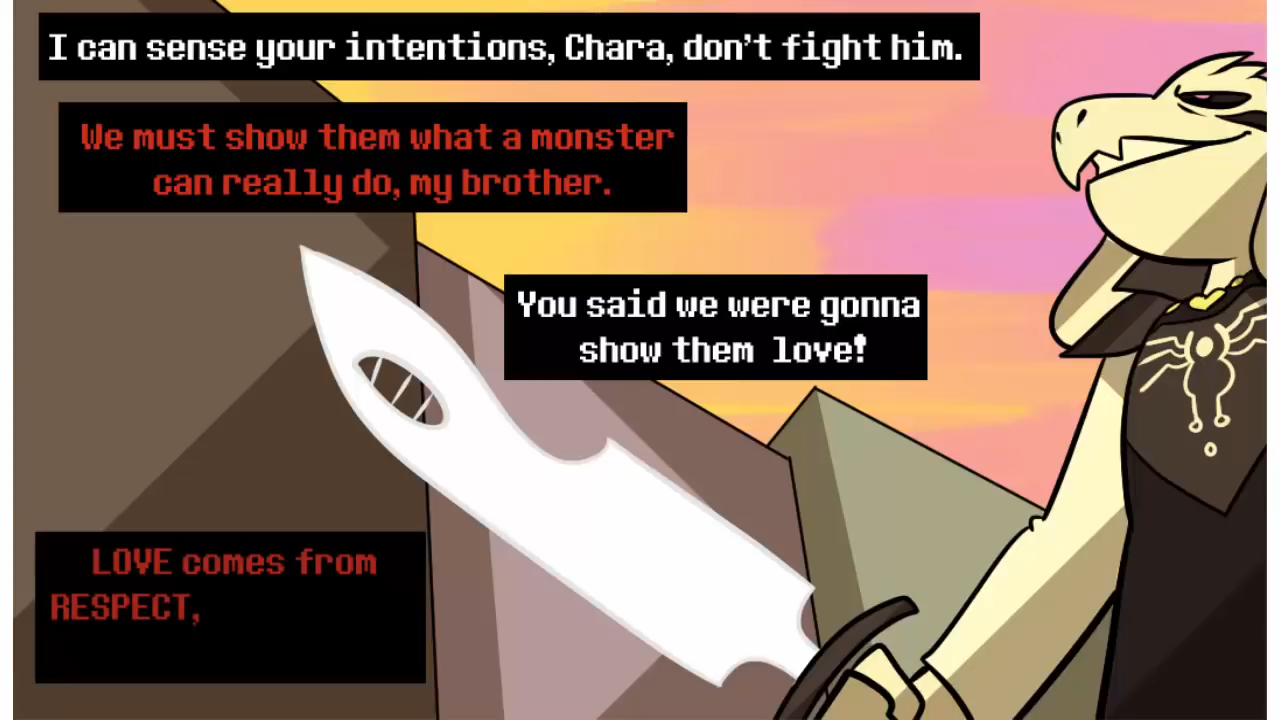 I can sense your intentions, Chara, don't fight him.
We must show them what a monster
can really do, my brother.
You said we were gonna
show them love!
LOVE comes from
RESPECT,